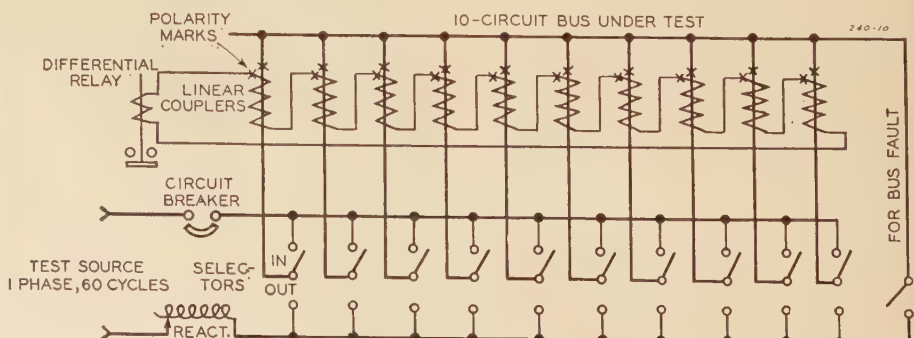 POLARITY
MARKS
10-CIRCUIT BUS UNDER TEST
240-10
DIFFERENTIAL
RELAY
LINEAR
COUPLERS
CIRCUIT
BREAKER
FOR BUS FAULT
TEST SOURCE
1 PHASE, 60 CYCLES
SELEC-
TORS
IN
OUT
REACT.